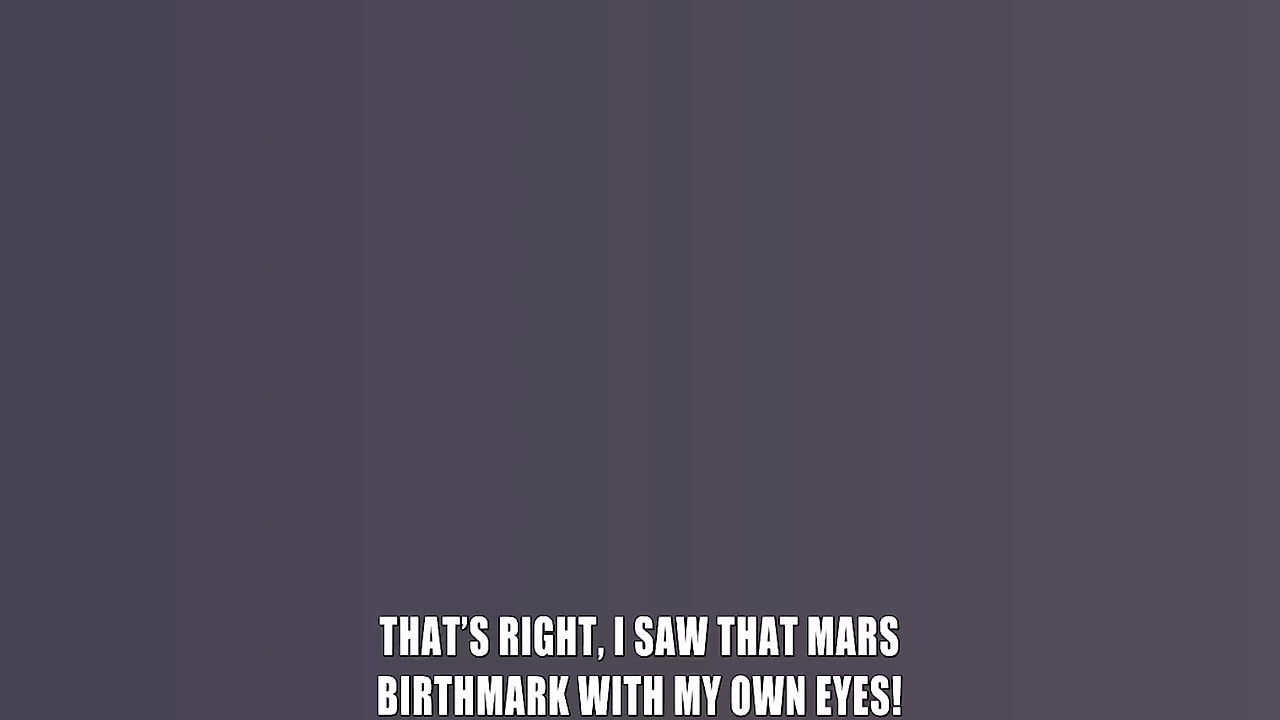 THAT’S RIGHT, I SAW THAT MARS
BIRTHMARK WITH MY OWN EYES!